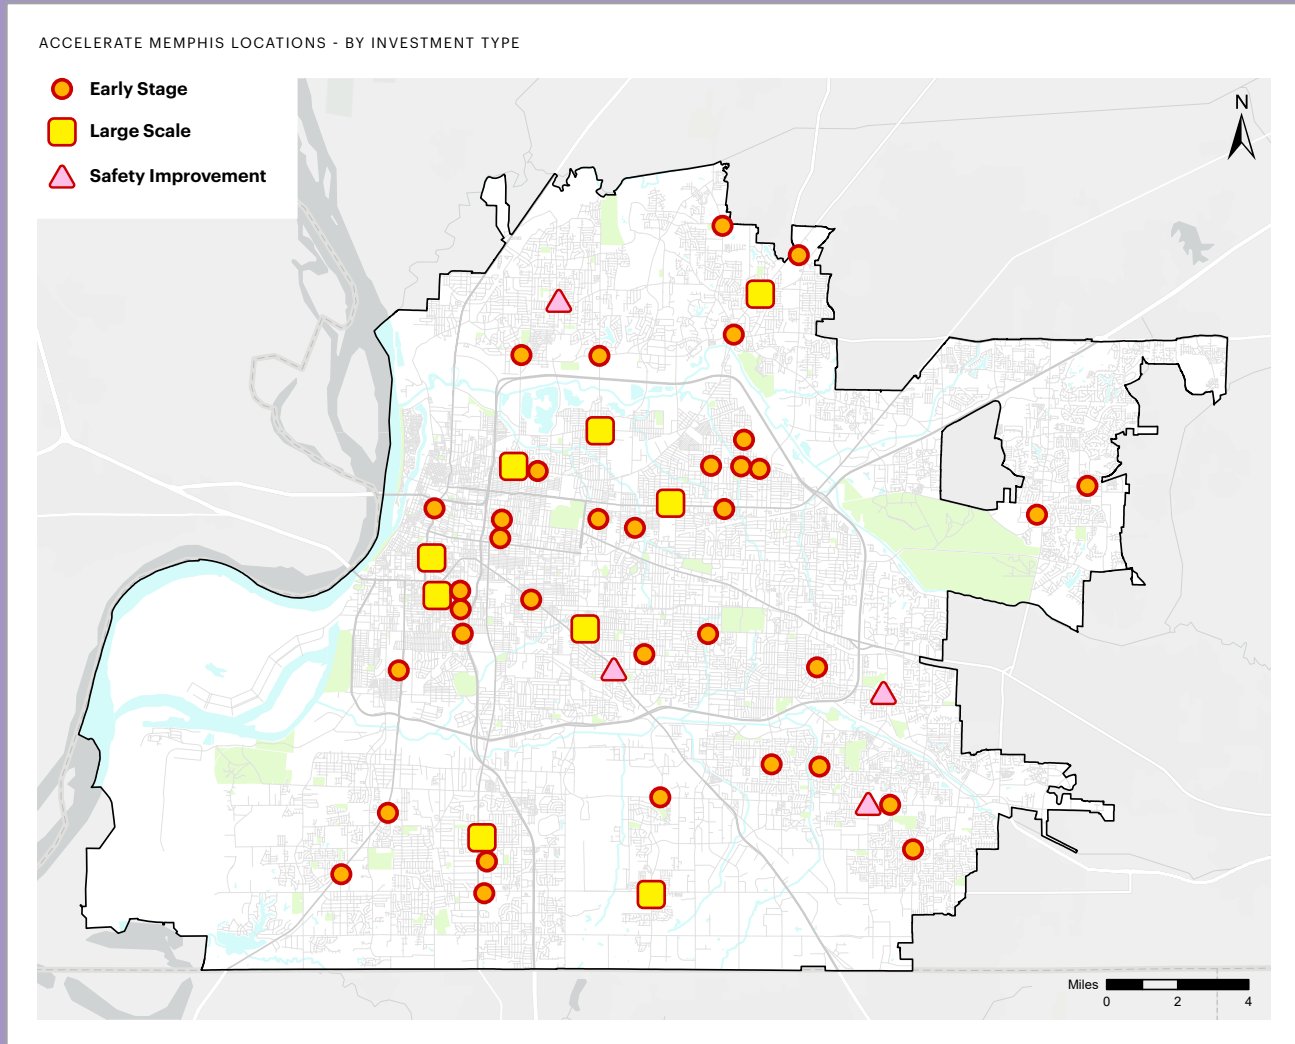 ACCELERATE MEMPHIS LOCATIONS - BY INVESTMENT TYPE
Early Stage
Large Scale
Safety Improvement
N
Miles
0 2 4